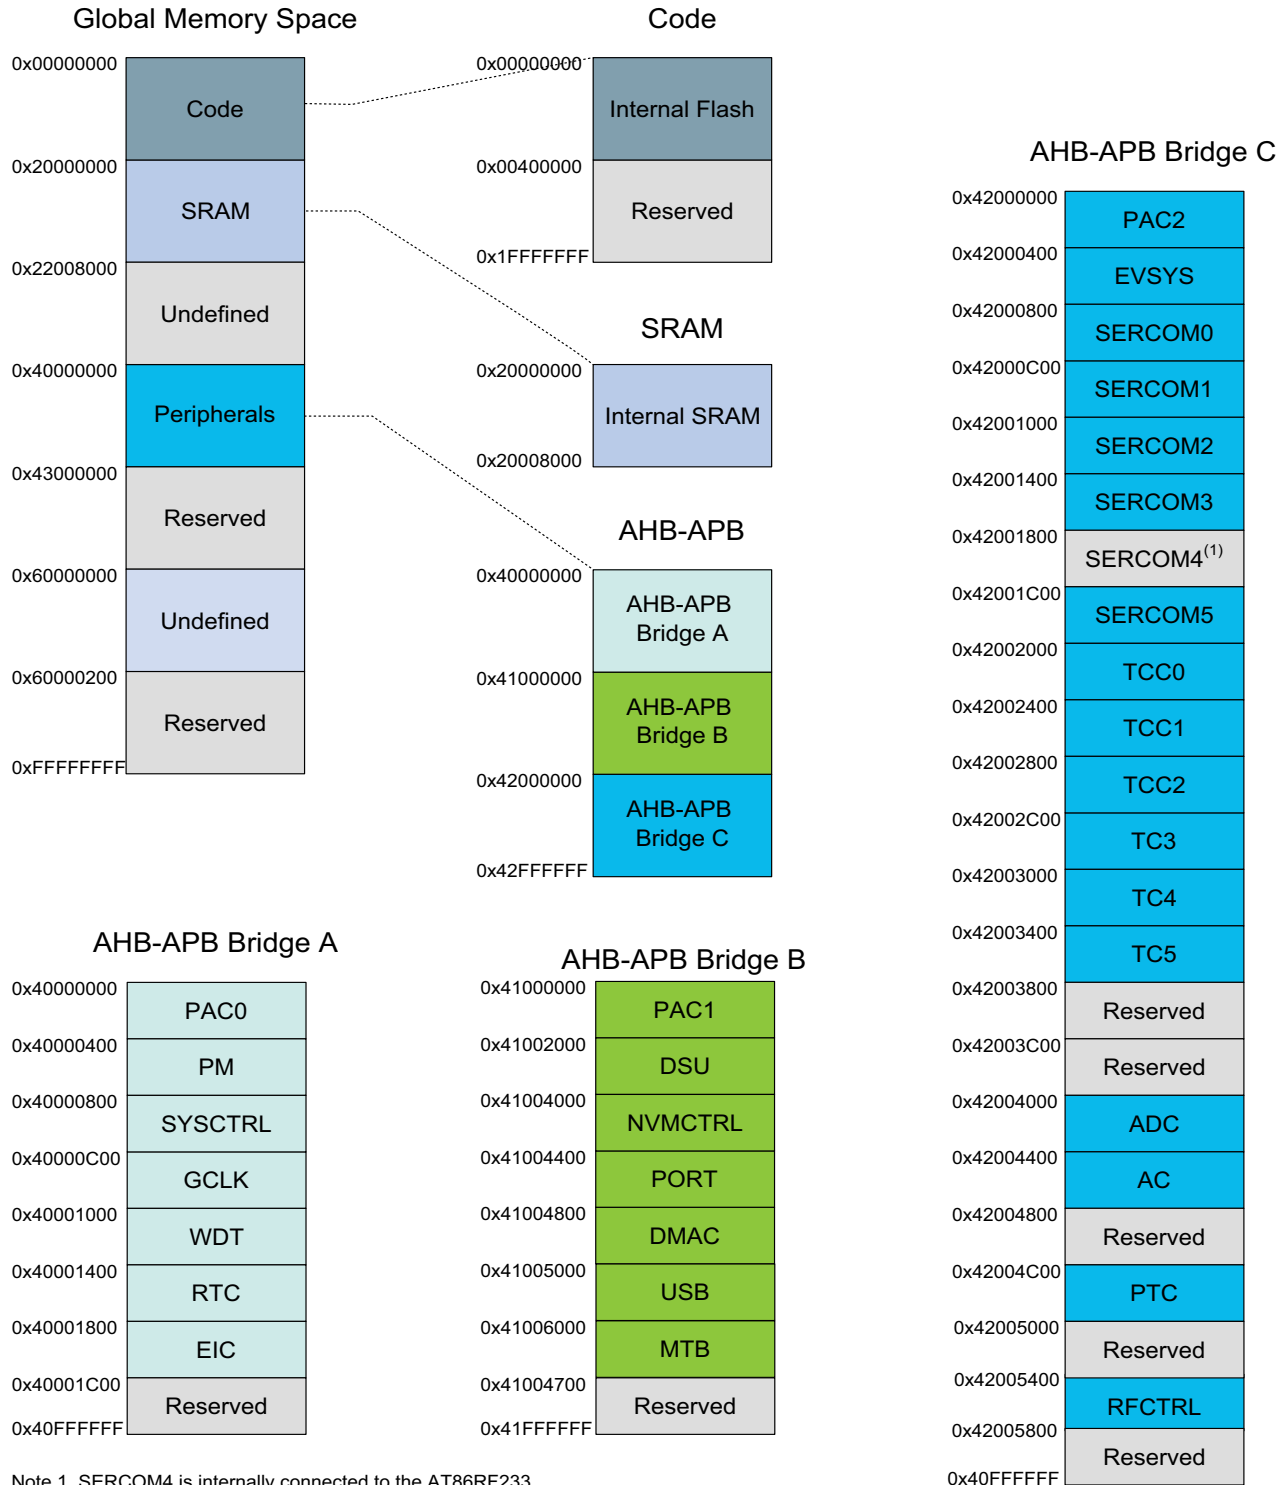 Global Memory Space
0x00000000
Code
0x20000000
SRAM
0x22008000
Undefined
0x40000000
Peripherals
0x43000000
Reserved
0x60000000
Undefined
0x60000200
Reserved
0xFFFFFFFF
Code
0x00000000
Internal Flash
0x00400000
Reserved
0x1FFFFFFF
SRAM
0x20000000
Internal SRAM
0x20008000
AHB-APB
0x40000000
AHB-APB
Bridge A
0x41000000
AHB-APB
Bridge B
0x42000000
AHB-APB
Bridge C
0x42FFFFFF
AHB-APB Bridge A
0x40000000
PAC0
0x40000400
PM
0x40000800
SYSCTRL
0x40000C00
GCLK
0x40001000
WDT
0x40001400
RTC
0x40001800
EIC
0x40001C00
Reserved
0x40FFFFFF
AHB-APB Bridge B
0x41000000
PAC1
0x41002000
DSU
0x41004000
NVMCTRL
0x41004400
PORT
0x41004800
DMAC
0x41005000
USB
0x41006000
MTB
0x41004700
Reserved
0x41FFFFFF
AHB-APB Bridge C
0x42000000
PAC2
0x42000400
EVSYS
0x42000800
SERCOM0
0x42000C00
SERCOM1
0x42001000
SERCOM2
0x42001400
SERCOM3
0x42001800
SERCOM4(1)
0x42001C00
SERCOM5
0x42002000
TCC0
0x42002400
TCC1
0x42002800
TCC2
0x42002C00
TC3
0x42003000
TC4
0x42003400
TC5
0x42003800
Reserved
0x42003C00
Reserved
0x42004000
ADC
0x42004400
AC
0x42004800
Reserved
0x42004C00
PTC
0x42005000
Reserved
0x42005400
RFCTRL
0x42005800
Reserved
0x40FFFFFF
Note 1. SERCOM4 is internally connected to the AT86RF233